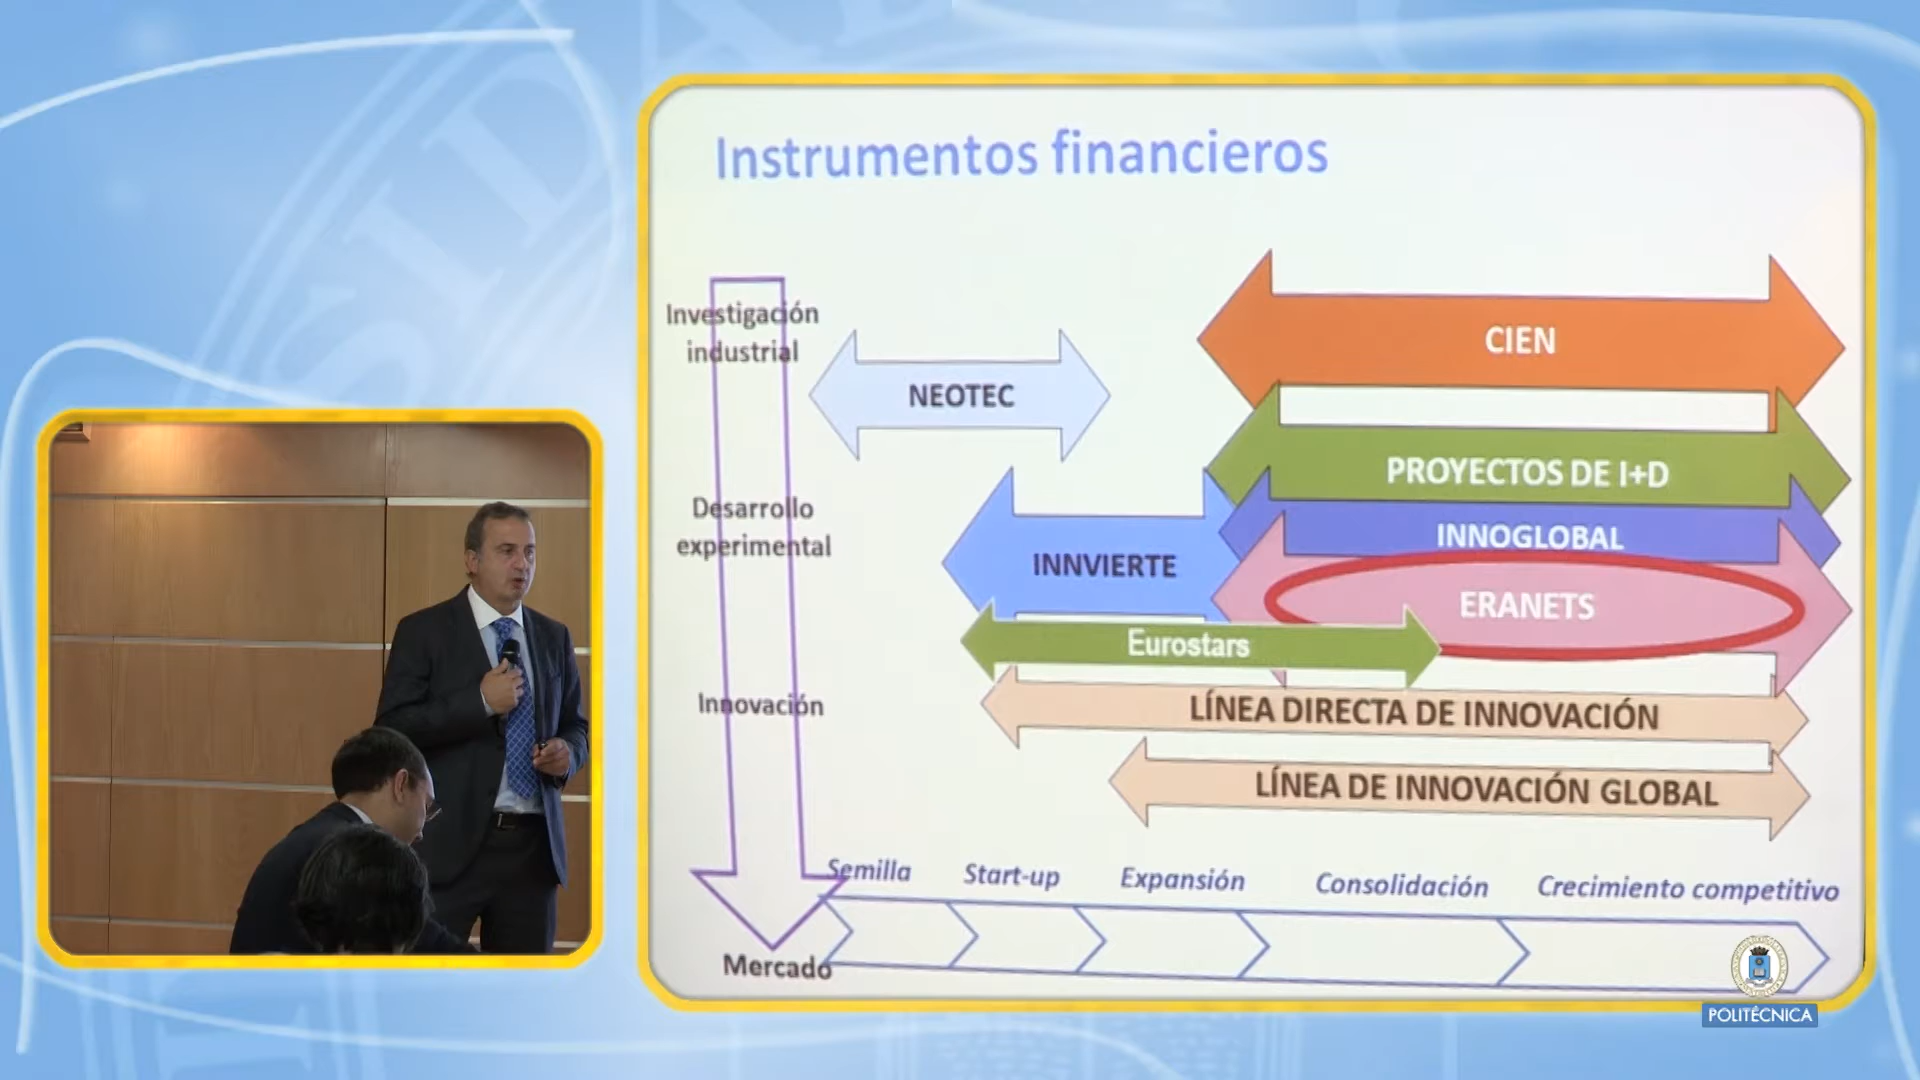 Instrumentos financieros
Investigación
industrial
CIEN
NEOTEC
PROYECTOS DE I+D
Desarrollo
experimental
INNOGLOBAL
INNVIERTE
ERANETS
Eurostars
Innovación
LÍNEA DIRECTA DE INNOVACIÓN
LÍNEA DE INNOVACIÓN GLOBAL
Semilla
Start-up
Expansión
Consolidación
Crecimiento competitivo
Mercado
POLITÉCNICA